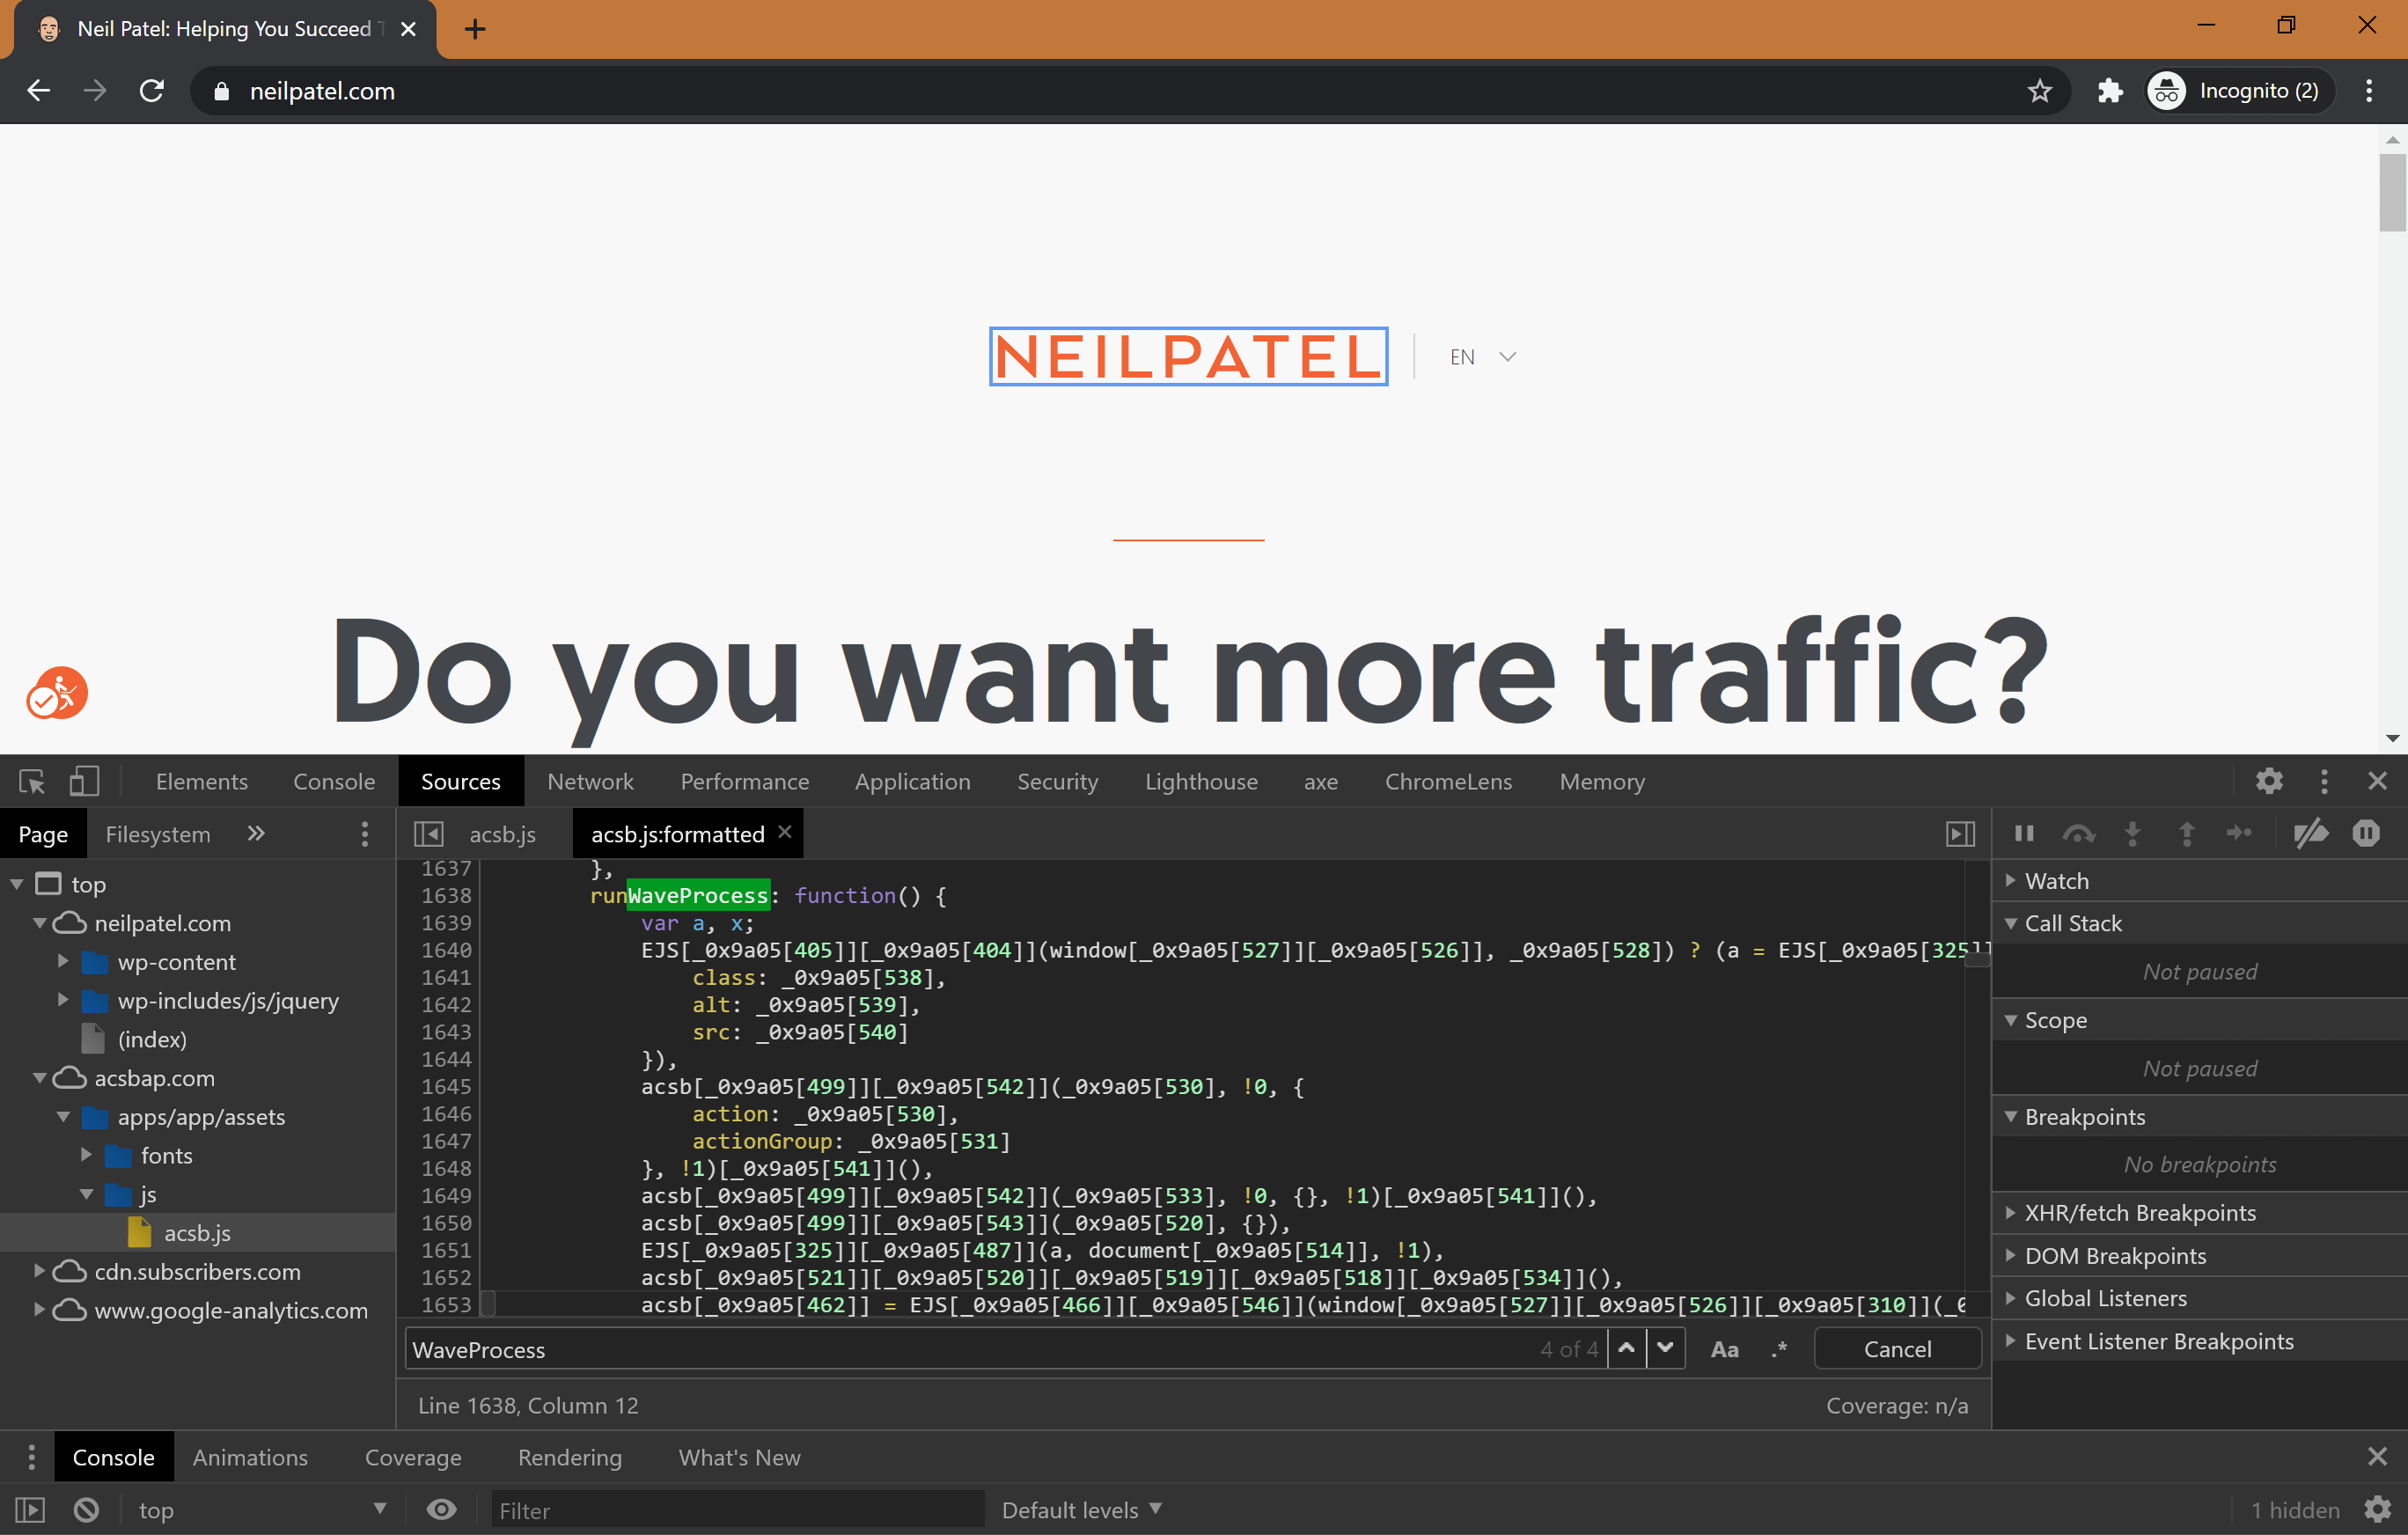 Neil Patel: Helping You Succeed T
neilpatel.com
Incognito (2)
NEILPATEL
EN
Do you want more traffic?
Elements Console Sources Network Performance Application Security Lighthouse axe ChromeLens Memory
Page Filesystem
acsb.js acsb.js:formatted
top
neilpatel.com
wp-content
wp-includes/js/jquery
(index)
acsbap.com
apps/app/assets
fonts
js
acsb.js
cdn.subscribers.com
www.google-analytics.com
1637 },
1638 runWaveProcess: function() {
1639 var a, x;
1640 EJS[_0x9a05[405]][_0x9a05[404]](window[_0x9a05[527]][_0x9a05[526]], _0x9a05[528]) ? (a = EJS[_0x9a05[325]]
1641 class: _0x9a05[538],
1642 alt: _0x9a05[539],
1643 src: _0x9a05[540]
1644 }),
1645 acsb[_0x9a05[499]][_0x9a05[542]](_0x9a05[530], !0, {
1646 action: _0x9a05[530],
1647 actionGroup: _0x9a05[531]
1648 }, !1)[_0x9a05[541]](),
1649 acsb[_0x9a05[499]][_0x9a05[542]](_0x9a05[533], !0, {}, !1)[_0x9a05[541]](),
1650 acsb[_0x9a05[499]][_0x9a05[543]](_0x9a05[520], {}),
1651 EJS[_0x9a05[325]][_0x9a05[487]](a, document[_0x9a05[514]], !1),
1652 acsb[_0x9a05[521]][_0x9a05[520]][_0x9a05[519]][_0x9a05[518]][_0x9a05[534]](),
1653 acsb[_0x9a05[462]] = EJS[_0x9a05[466]][_0x9a05[546]](window[_0x9a05[527]][_0x9a05[526]][_0x9a05[310]](_0
WaveProcess 4 of 4 Aa .* Cancel
Line 1638, Column 12 Coverage: n/a
Watch
Call Stack
Not paused
Scope
Not paused
Breakpoints
No breakpoints
XHR/fetch Breakpoints
DOM Breakpoints
Global Listeners
Event Listener Breakpoints
Console Animations Coverage Rendering What's New
top Filter Default levels 1 hidden